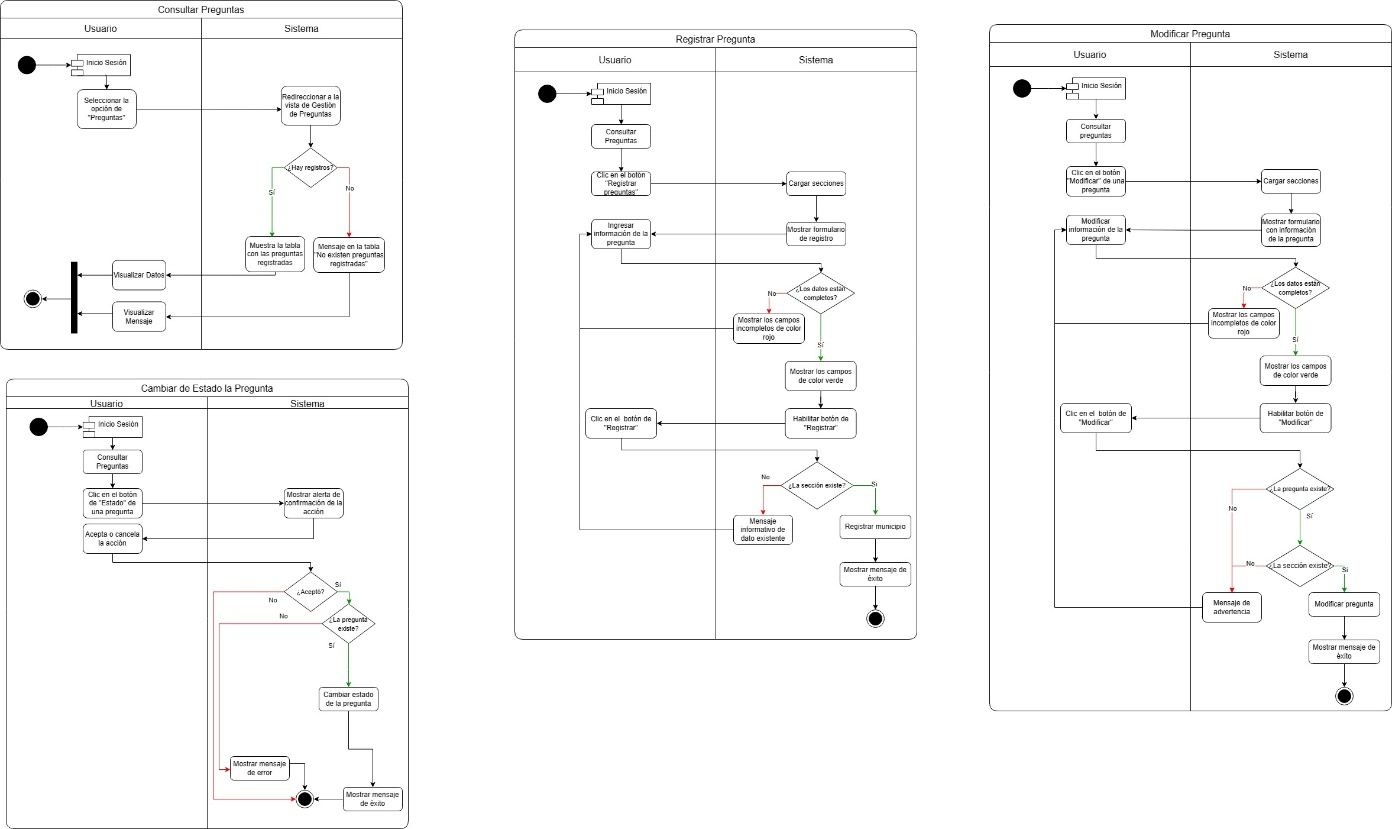 Consultar Preguntas
Usuario
Sistema
Inicio Sesión
Seleccionar la
opción de
"Preguntas"
Redireccionar a la
vista de Gestión
de Preguntas
¿Hay registros?
Sí
No
Muestra la tabla
con las preguntas
registradas
Mensaje en la tabla
"No existen preguntas
registradas"
Visualizar Datos
Visualizar
Mensaje
Cambiar de Estado la Pregunta
Usuario
Sistema
Inicio Sesión
Consultar
Preguntas
Clic en el botón
de "Estado" de
una pregunta
Mostrar alerta de
confirmación de la
acción
Acepta o cancela
la acción
¿Aceptó?
Sí
No
¿La pregunta
existe?
No
Sí
Cambiar estado
de la pregunta
Mostrar mensaje
de error
Mostrar mensaje
de éxito
Registrar Pregunta
Usuario
Sistema
Inicio Sesión
Consultar
Preguntas
Clic en el botón
"Registrar
preguntas"
Cargar secciones
Ingresar
información de la
pregunta
Mostrar formulario
de registro
¿Los datos están
completos?
No
Mostrar los campos
incompletos de color
rojo
Sí
Mostrar los campos
de color verde
Clic en el botón de
"Registrar"
Habilitar botón de
"Registrar"
¿La sección existe?
No
Si
Mensaje
informativo de
dato existente
Registrar municipio
Mostrar mensaje de
éxito
Modificar Pregunta
Usuario
Sistema
Inicio Sesión
Consultar
preguntas
Clic en el botón
"Modificar" de una
pregunta
Cargar secciones
Modificar
información de la
pregunta
Mostrar formulario
con información
de la pregunta
¿Los datos están
completos?
No
Mostrar los campos
incompletos de color
rojo
Sí
Mostrar los campos
de color verde
Clic en el botón de
"Modificar"
Habilitar botón de
"Modificar"
¿La pregunta existe?
No
Sí
¿La sección existe?
No
Si
Mensaje de
advertencia
Modificar pregunta
Mostrar mensaje de
éxito